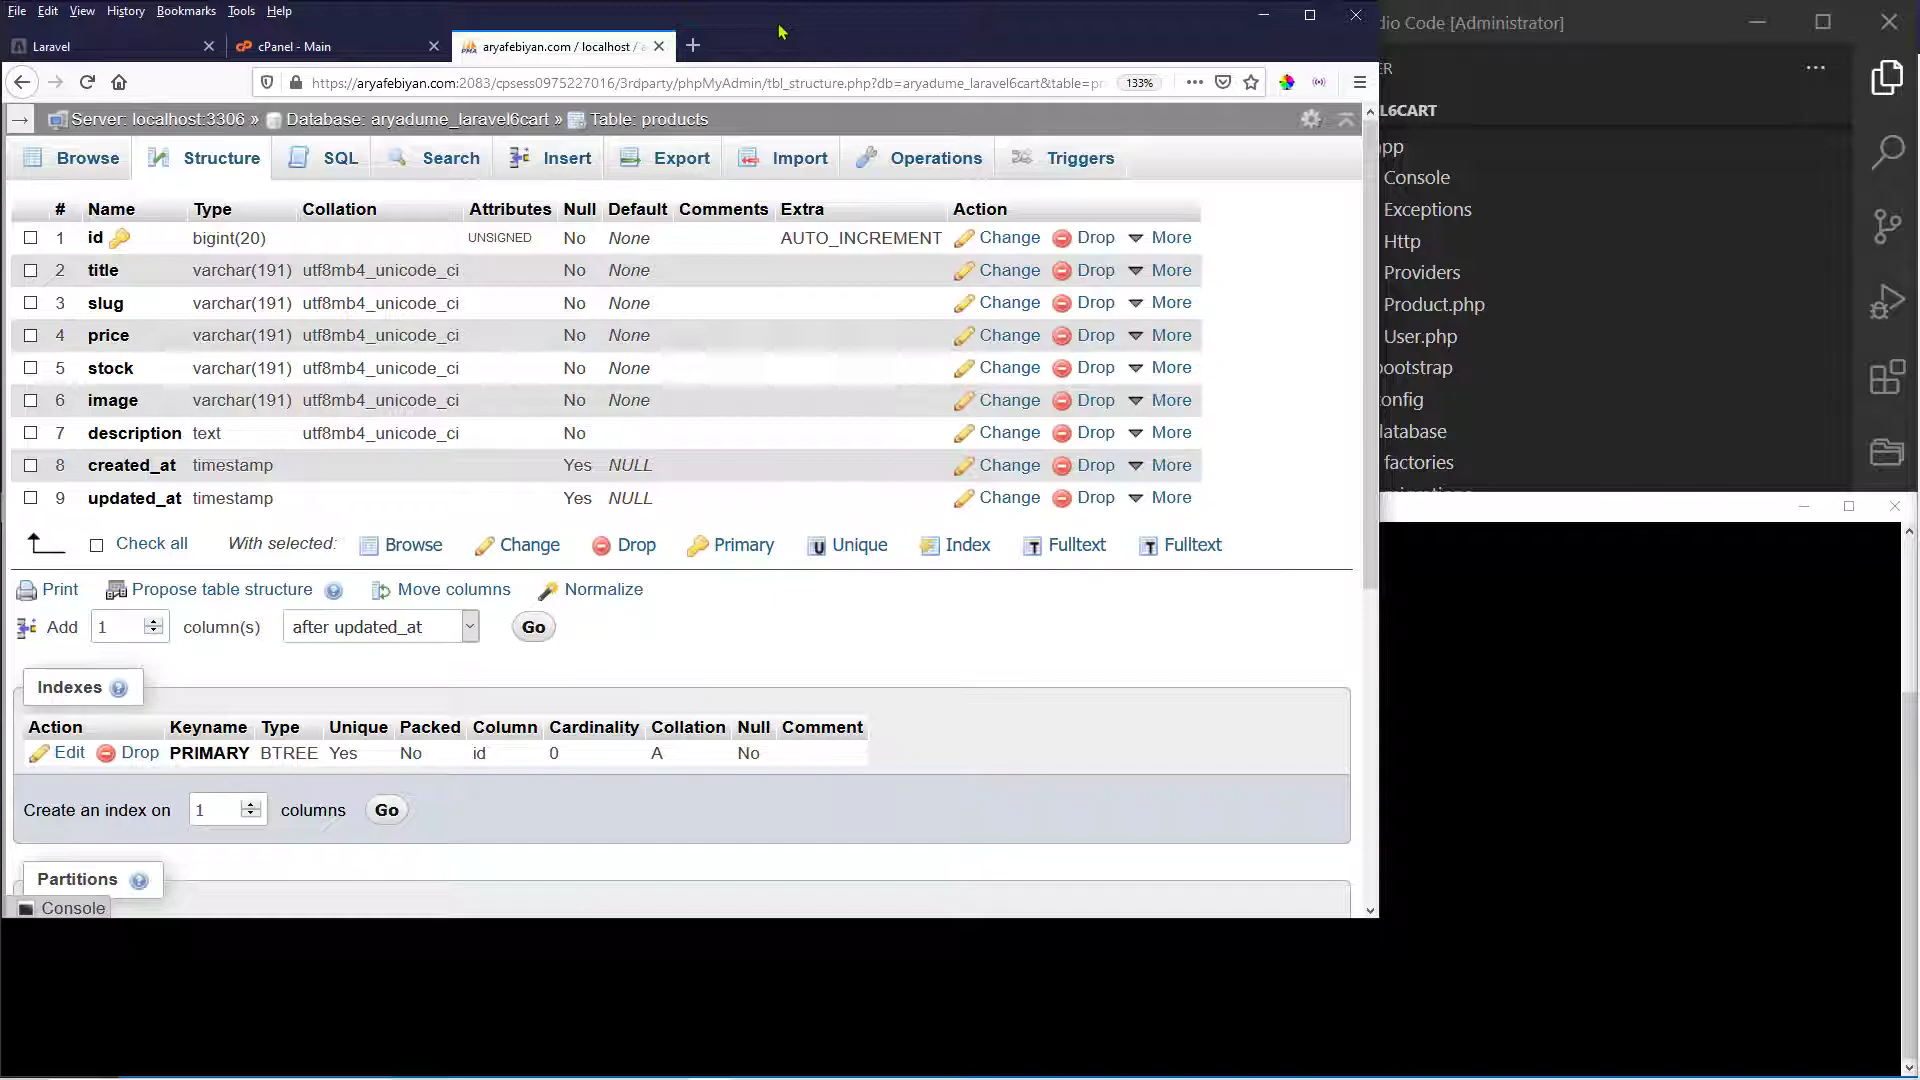 File Edit View History Bookmarks Tools Help
Laravel
cPanel - Main
aryafebiyan.com / localhost /
https://aryafebiyan.com:2083/cpsess0975227016/3rdparty/phpMyAdmin/tbl_structure.php?db=aryadume_laravel6cart&table=pr
133%
Server: localhost:3306 » Database: aryadume_laravel6cart » Table: products
Browse Structure SQL Search Insert Export Import Operations Triggers
# Name Type Collation Attributes Null Default Comments Extra Action
1 id bigint(20) UNSIGNED No None AUTO_INCREMENT Change Drop More
2 title varchar(191) utf8mb4_unicode_ci No None Change Drop More
3 slug varchar(191) utf8mb4_unicode_ci No None Change Drop More
4 price varchar(191) utf8mb4_unicode_ci No None Change Drop More
5 stock varchar(191) utf8mb4_unicode_ci No None Change Drop More
6 image varchar(191) utf8mb4_unicode_ci No None Change Drop More
7 description text utf8mb4_unicode_ci No Change Drop More
8 created_at timestamp Yes NULL Change Drop More
9 updated_at timestamp Yes NULL Change Drop More
Check all With selected: Browse Change Drop Primary Unique Index Fulltext Fulltext
Print Propose table structure Move columns Normalize
Add 1 column(s) after updated_at Go
Indexes
Action Keyname Type Unique Packed Column Cardinality Collation Null Comment
Edit Drop PRIMARY BTREE Yes No id 0 A No
Create an index on 1 columns Go
Partitions
Console
dio Code [Administrator]
ER
L6CART
pp
Console
Exceptions
Http
Providers
Product.php
User.php
bootstrap
config
database
factories